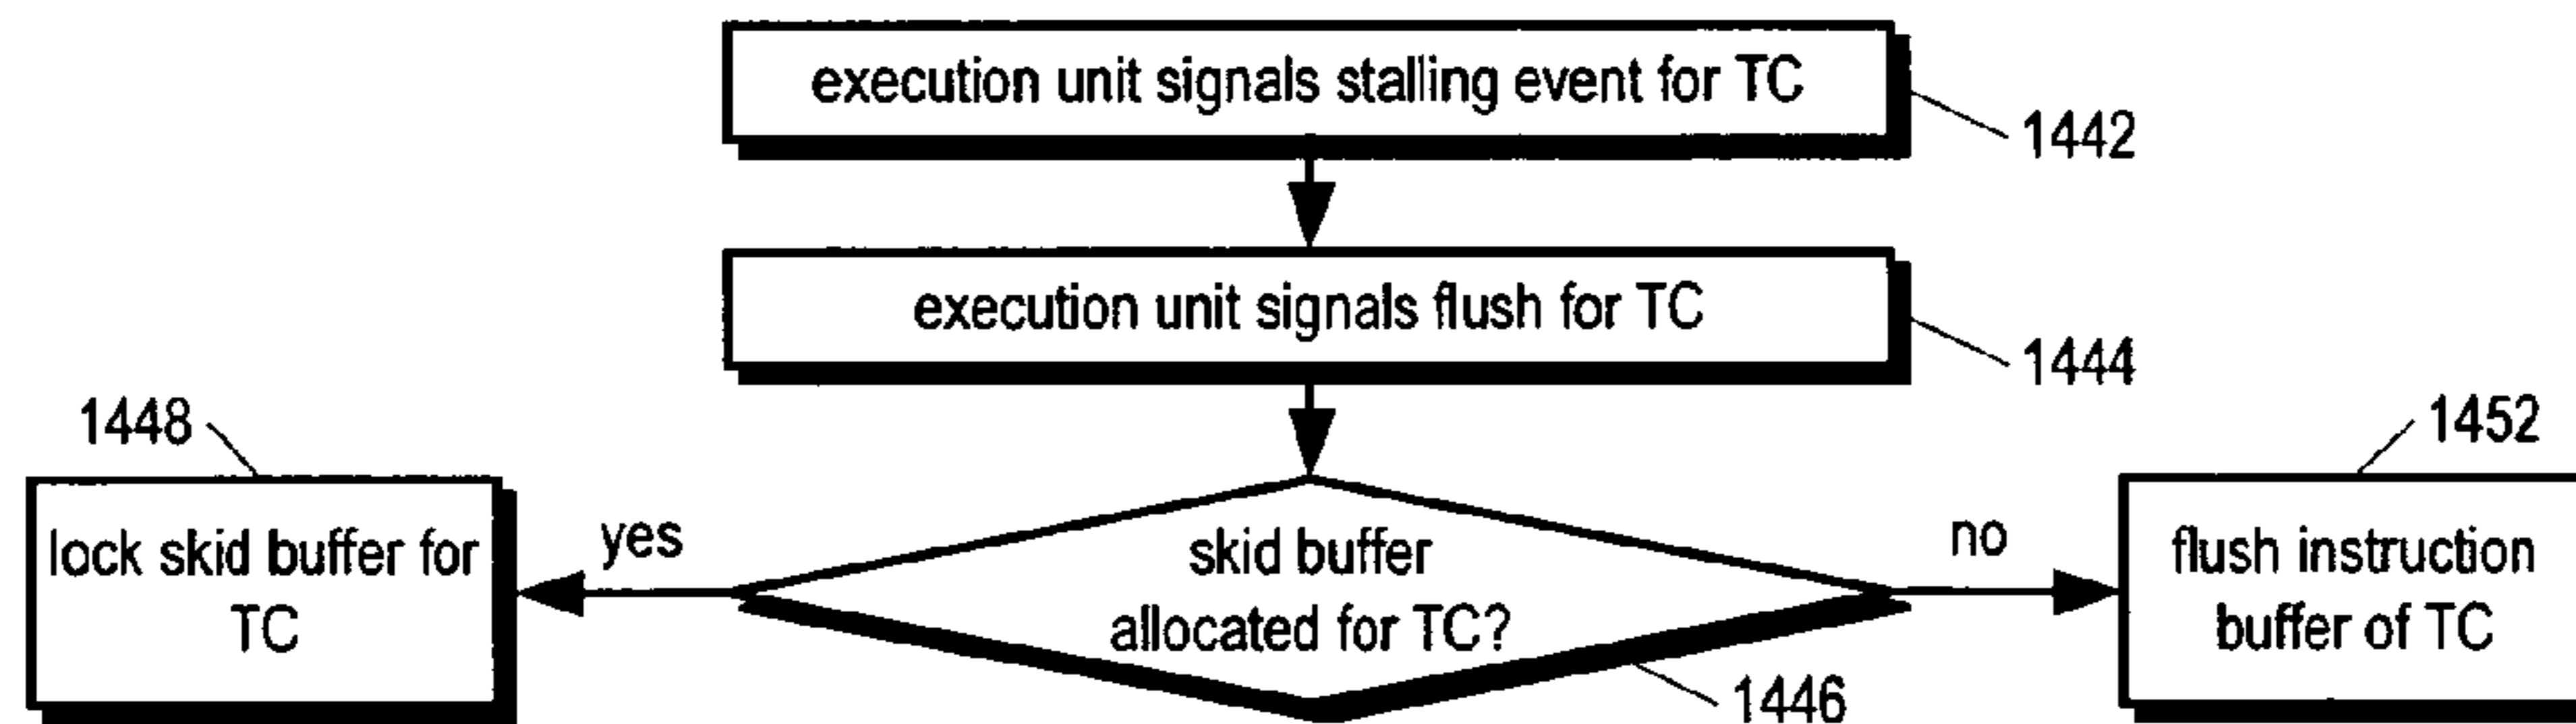 execution unit signals stalling event for TC
1442
execution unit signals flush for TC
1444
1448
1452
lock skid buffer for
TC
yes
skid buffer
allocated for TC?
no
flush instruction
buffer of TC
1446